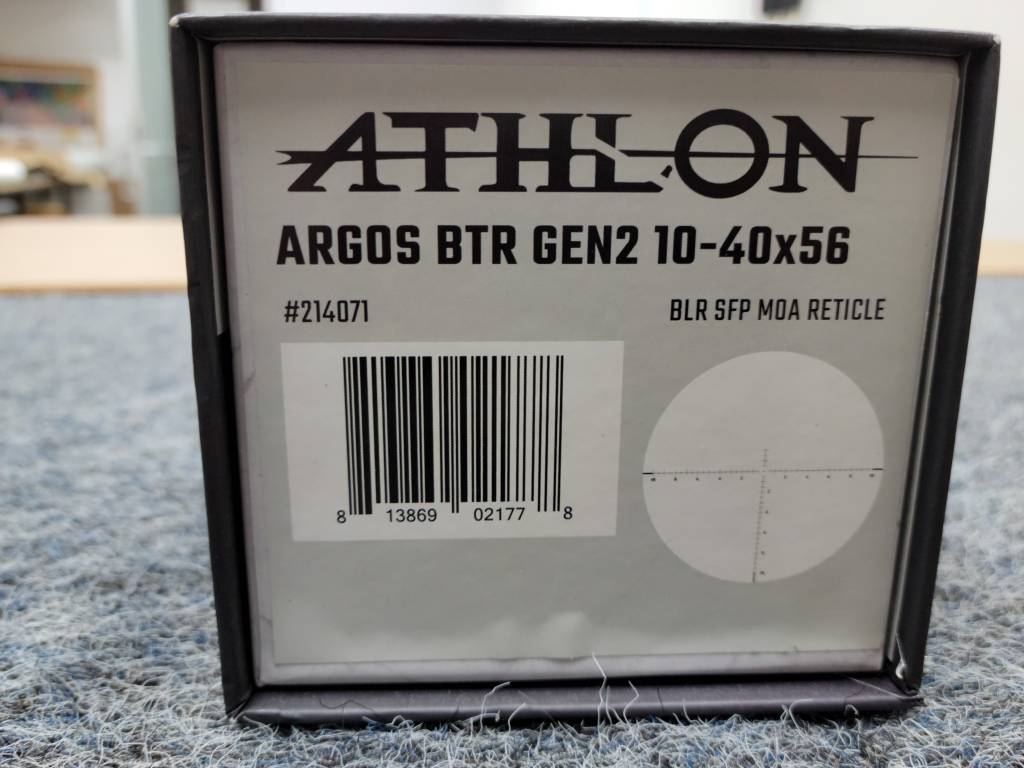 ATHLON
ARGOS BTR GEN2 10-40x56
#214071
BLR SFP MOA RETICLE
8 13869 02177 8